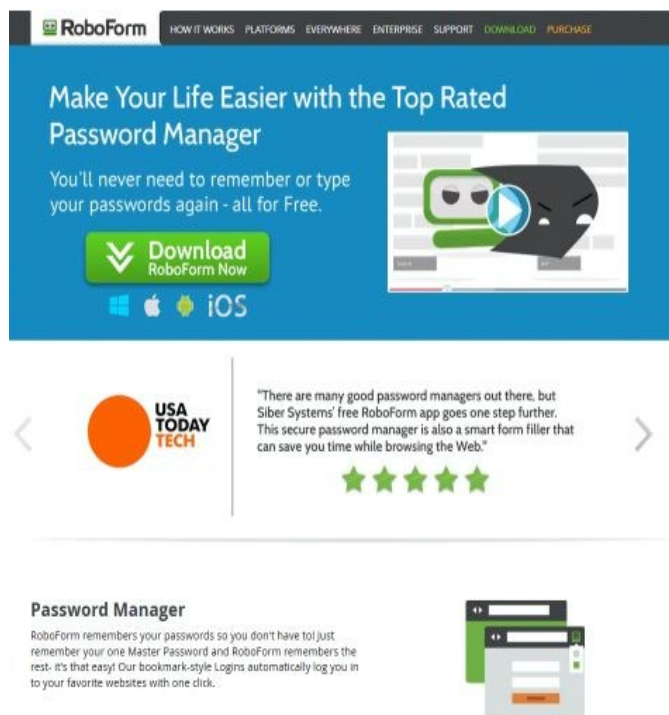 RoboForm HOW IT WORKS PLATFORMS EVERYWHERE ENTERPRISE SUPPORT DOWNLOAD PURCHASE
Make Your Life Easier with the Top Rated
Password Manager
You'll never need to remember or type
your passwords again - all for Free.
Download
RoboForm Now
iOS
USA
TODAY
TECH
"There are many good password managers out there, but
Siber Systems' free RoboForm app goes one step further.
This secure password manager is also a smart form filler that
can save you time while browsing the Web."
Password Manager
RoboForm remembers your passwords so you don't have to! Just
remember your one Master Password and RoboForm remembers the
rest- it's that easy! Our bookmark-style Logins automatically log you in
to your favorite websites with one click.